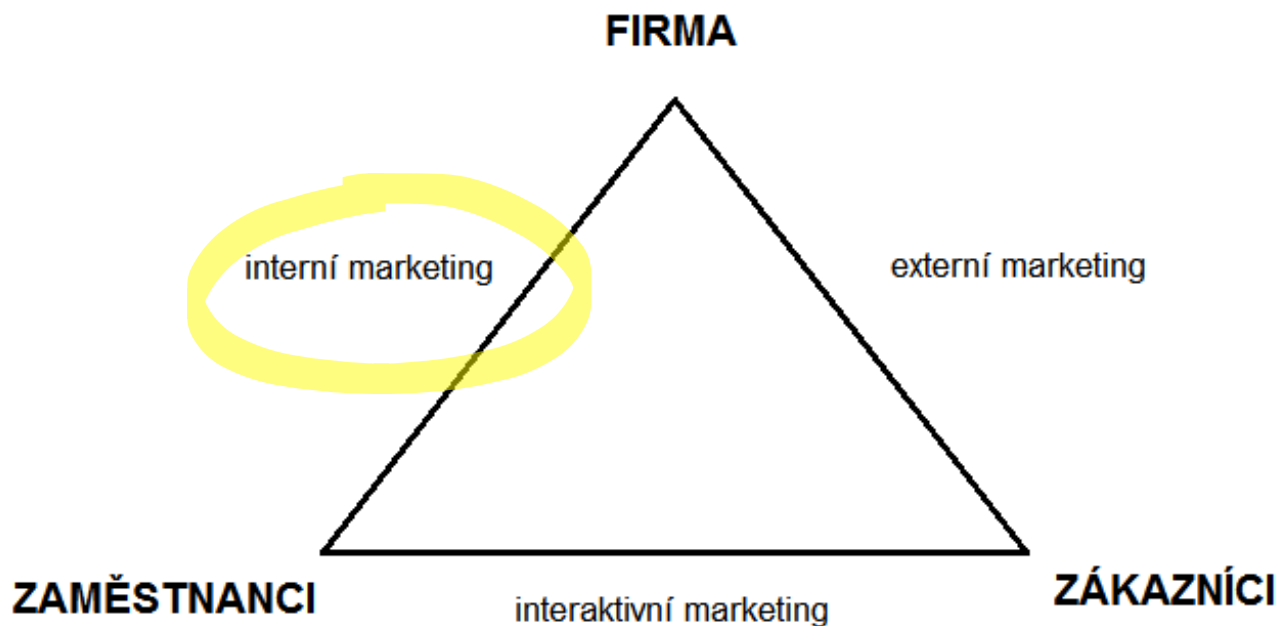 FIRMA
interní marketing
externí marketing
ZAMĚSTNANCI
interaktivní marketing
ZÁKAZNÍCI